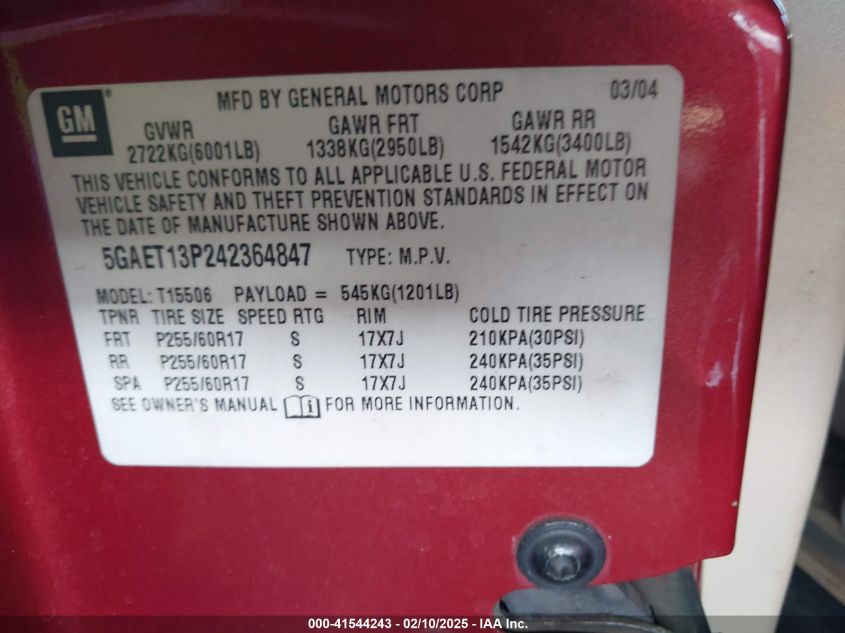 GM ®
MFD BY GENERAL MOTORS CORP 03/04
GVWR GAWR FRT GAWR RR
2722KG(6001LB) 1338KG(2950LB) 1542KG(3400LB)
THIS VEHICLE CONFORMS TO ALL APPLICABLE U.S. FEDERAL MOTOR
VEHICLE SAFETY AND THEFT PREVENTION STANDARDS IN EFFECT ON
THE DATE OF MANUFACTURE SHOWN ABOVE.
5GAET13P242364847 TYPE: M.P.V.
MODEL: T15506 PAYLOAD = 545KG(1201LB)
TPNR TIRE SIZE SPEED RTG RIM COLD TIRE PRESSURE
FRT P255/60R17 S 17X7J 210KPA(30PSI)
RR P255/60R17 S 17X7J 240KPA(35PSI)
SPA P255/60R17 S 17X7J 240KPA(35PSI)
SEE OWNER'S MANUAL i FOR MORE INFORMATION.
000-41544243 - 02/10/2025 - IAA Inc.